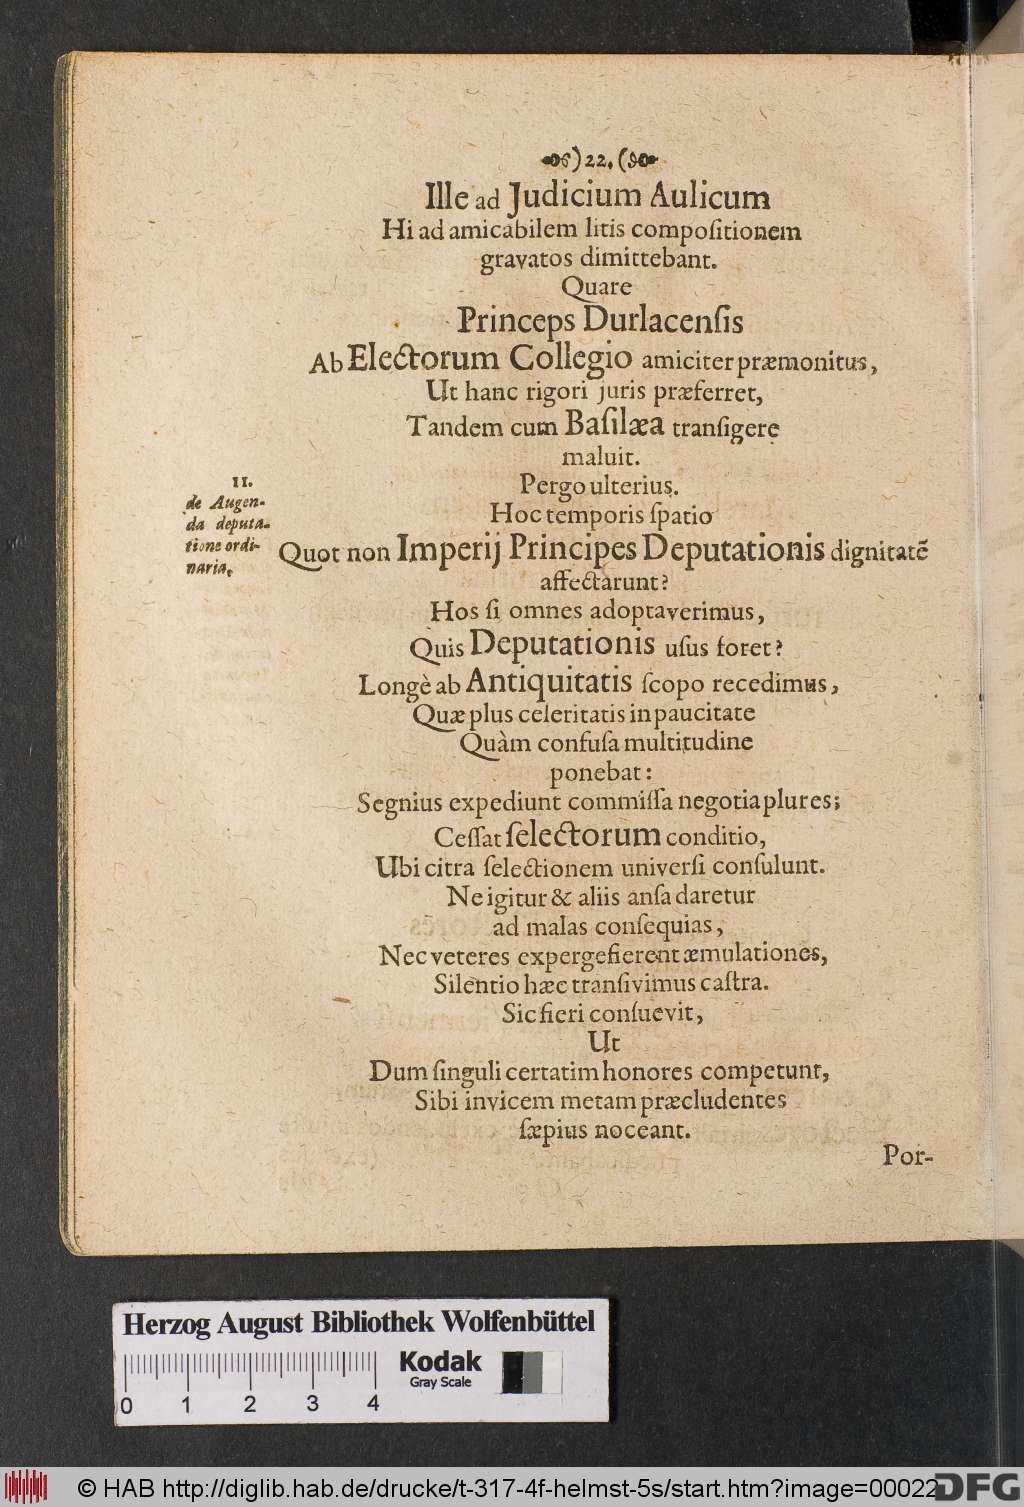 ) 22. (
Ille ad Judicium Aulicum
Hi ad amicabilem litis compoſitionem
gravatos dimittebant.
Quare
Princeps Durlacenſis
Ab Electorum Collegio amiciter præmonitus,
Ut hanc rigori juris præferret,
Tandem cum Baſilæa tranſigere
maluit.
Pergo ulterius.
Hoc temporis ſpatio
II.
de Augen-
da deputa-
tione ordi-
naria.
Quot non Imperij Principes Deputationis dignitatẽ
affectarunt?
Hos ſi omnes adoptaverimus,
Quis Deputationis uſus foret?
Longè ab Antiquitatis ſcopo recedimus,
Quæ plus celeritatis in paucitate
Quàm confuſa multitudine
ponebat:
Segnius expediunt commiſſa negotia plures;
Ceſſat ſelectorum conditio,
Ubi citra ſelectionem univerſi conſulunt.
Ne igitur & aliis anſa daretur
ad malas conſequias,
Nec veteres expergefierent æmulationes,
Silentio hæc tranſivimus caſtra.
Sic fieri conſuevit,
Ut
Dum ſinguli certatim honores competunt,
Sibi invicem metam præcludentes
ſæpius noceant.
Por-
Herzog August Bibliothek Wolfenbüttel
Kodak
Gray Scale
0 1 2 3 4
© HAB http://diglib.hab.de/drucke/t-317-4f-helmst-5s/start.htm?image=00022
DFG